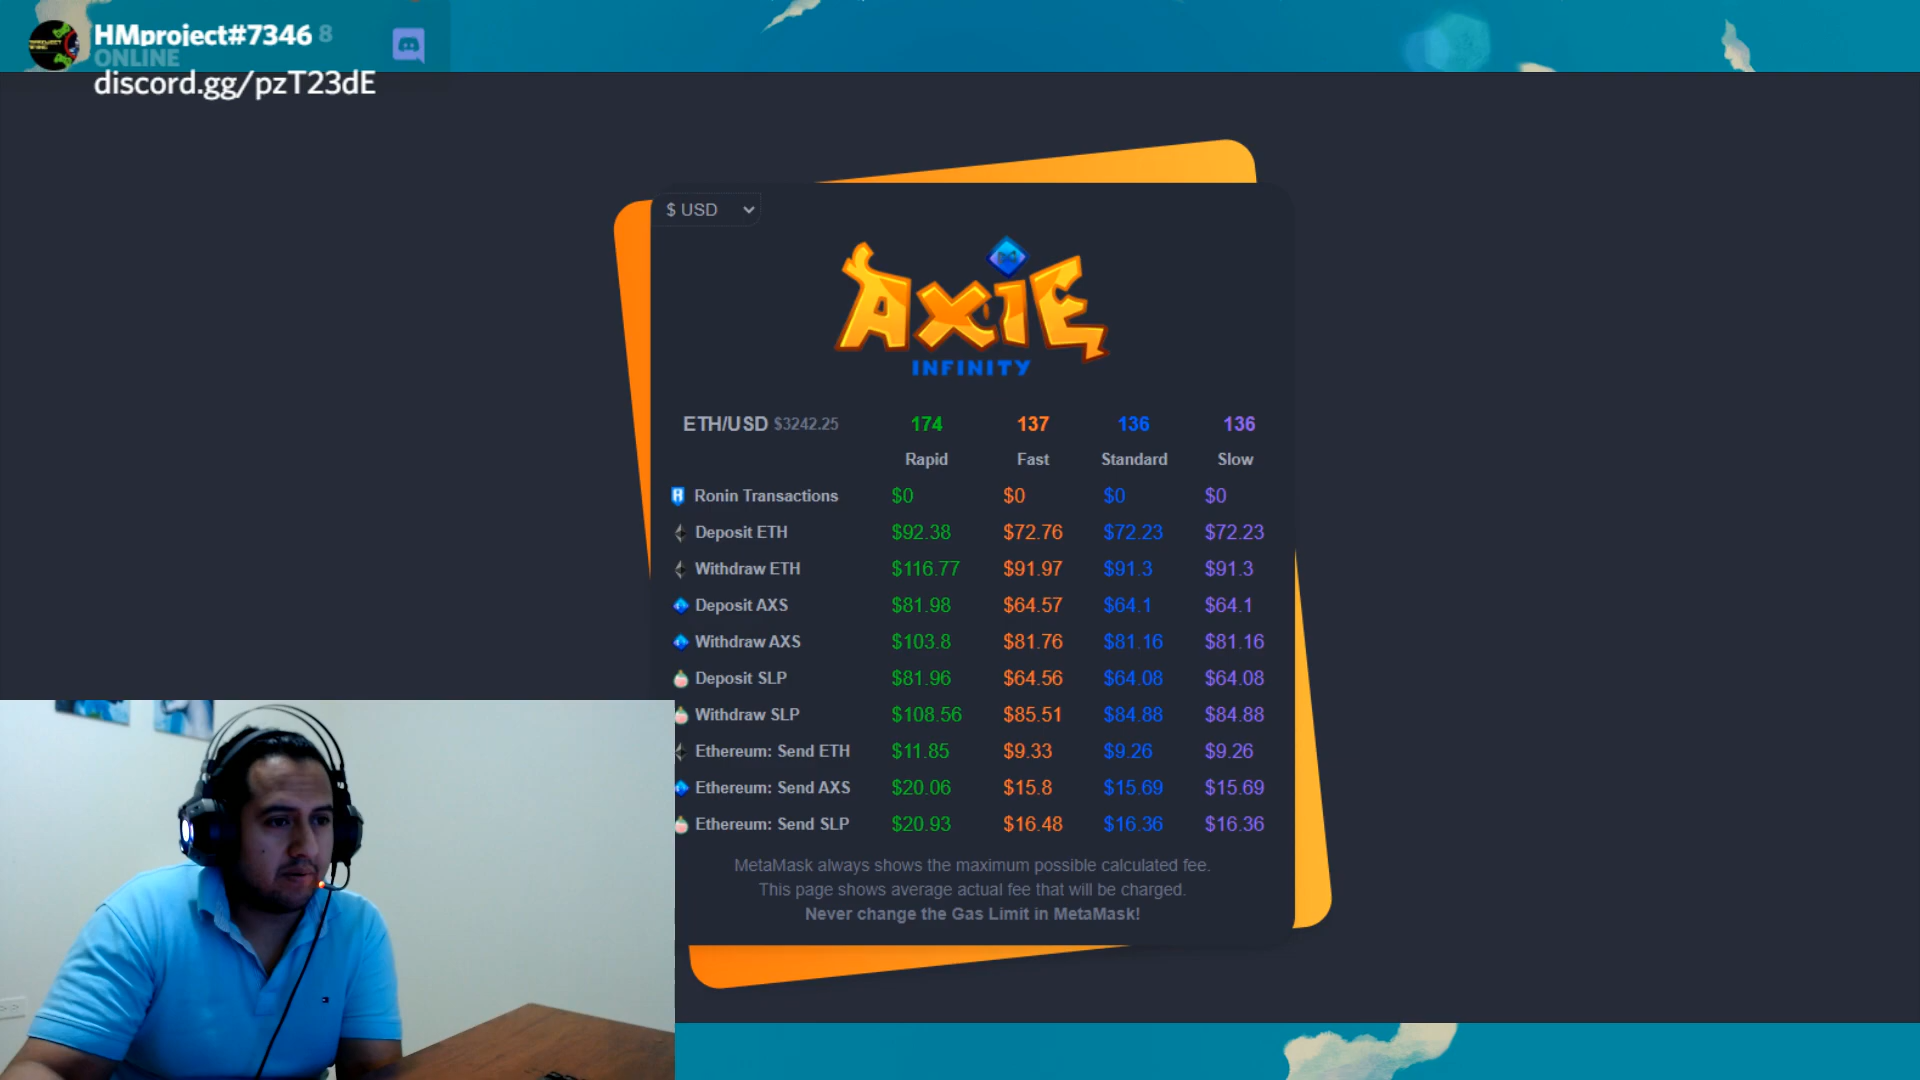 HMproject#7346 8
ONLINE
discord.gg/pzT23dE
$ USD
AXIE
INFINITY
ETH/USD $3242.25 174 137 136 136
Rapid Fast Standard Slow
Ronin Transactions $0 $0 $0 $0
Deposit ETH $92.38 $72.76 $72.23 $72.23
Withdraw ETH $116.77 $91.97 $91.3 $91.3
Deposit AXS $81.98 $64.57 $64.1 $64.1
Withdraw AXS $103.8 $81.76 $81.16 $81.16
Deposit SLP $81.96 $64.56 $64.08 $64.08
Withdraw SLP $108.56 $85.51 $84.88 $84.88
Ethereum: Send ETH $11.85 $9.33 $9.26 $9.26
Ethereum: Send AXS $20.06 $15.8 $15.69 $15.69
Ethereum: Send SLP $20.93 $16.48 $16.36 $16.36
MetaMask always shows the maximum possible calculated fee.
This page shows average actual fee that will be charged.
Never change the Gas Limit in MetaMask!